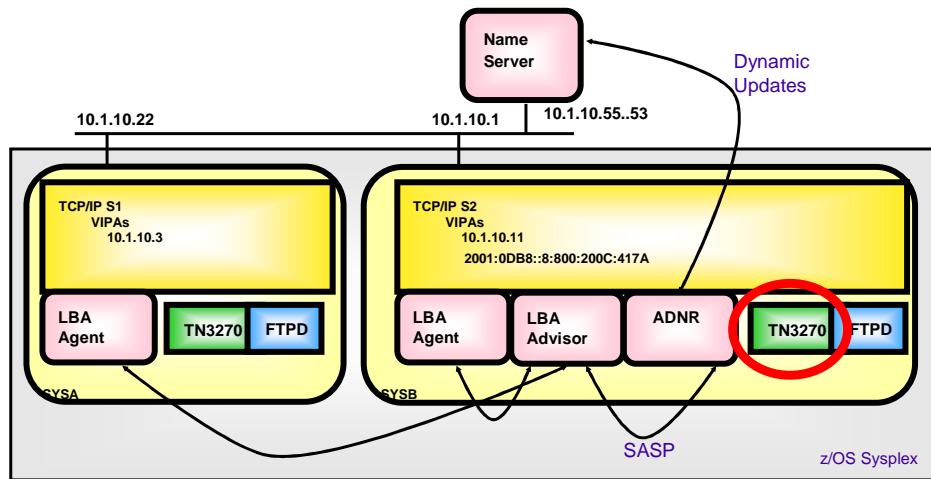 Name
Server
Dynamic
Updates
10.1.10.22
10.1.10.1
10.1.10.55..53
TCP/IP S1
VIPAs
10.1.10.3
TCP/IP S2
VIPAs
10.1.10.11
2001:0DB8::8:800:200C:417A
LBA
Agent
TN3270
FTPD
LBA
Agent
LBA
Advisor
ADNR
TN3270
FTPD
SYSA
SYSB
SASP
z/OS Sysplex